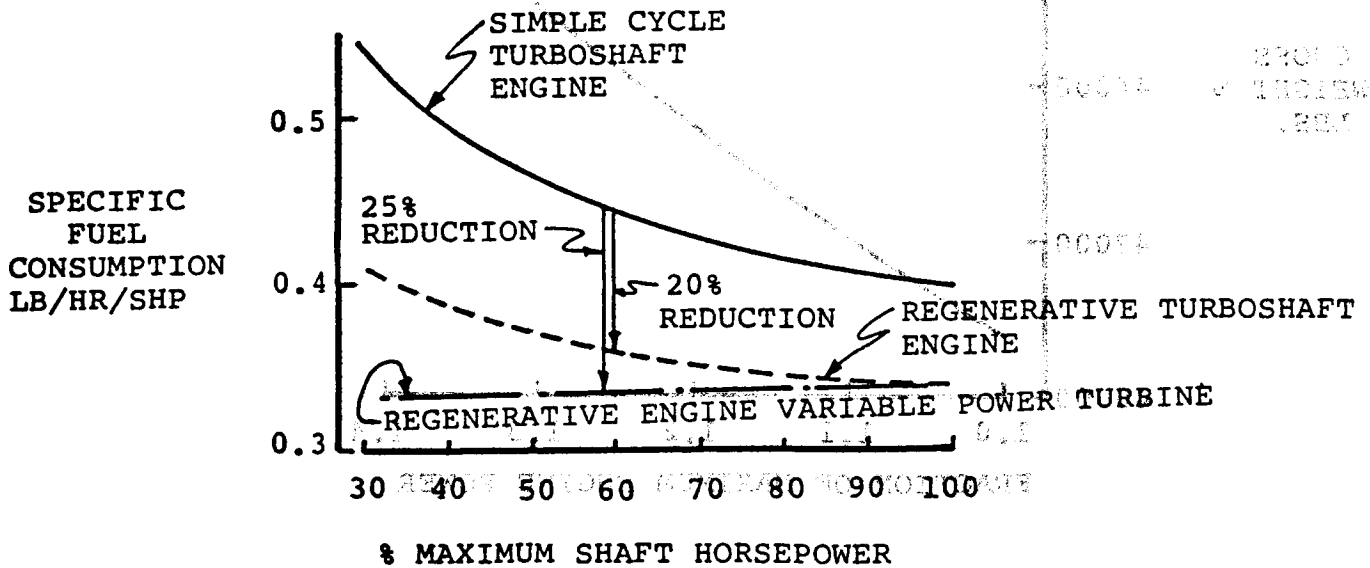 SIMPLE CYCLE
TURBOSHAFT
ENGINE
0.5
SPECIFIC
FUEL
CONSUMPTION
LB/HR/SHP
25%
REDUCTION
0.4
20%
REDUCTION
REGENERATIVE TURBOSHAFT
ENGINE
REGENERATIVE ENGINE VARIABLE POWER TURBINE
0.3
30 40 50 60 70 80 90 100
% MAXIMUM SHAFT HORSEPOWER